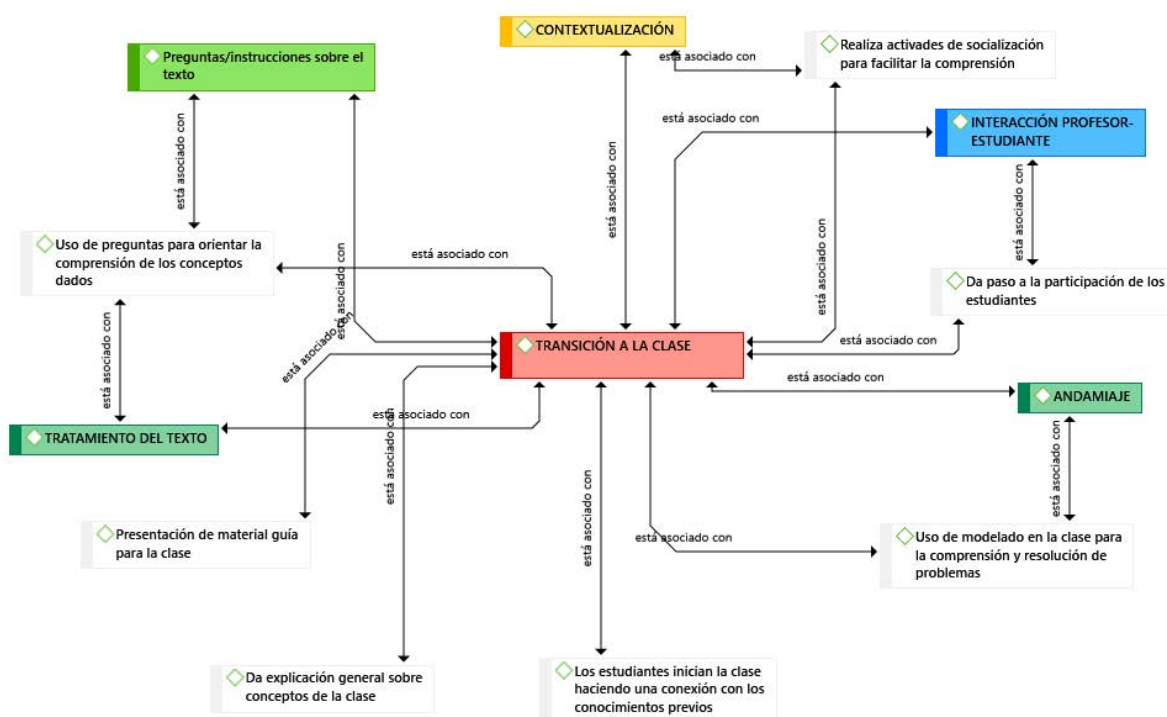 CONTEXTUALIZACIÓN
Preguntas/instrucciones sobre el
texto
Realiza activades de socialización
para facilitar la comprensión
está asociado con
está asociado con
INTERACCIÓN PROFESOR-
ESTUDIANTE
está asociado con
está asociado con
está asociado con
Uso de preguntas para orientar la
comprensión de los conceptos
dados
está asociado con
está asociado con
está asociado con
está asociado con
Da paso a la participación de los
estudiantes
está asociado con
está asociado con
TRANSICIÓN A LA CLASE
está asociado con
está asociado con
está asociado con
ANDAMIAJE
está asociado con
TRATAMIENTO DEL TEXTO
está asociado con
está asociado con
está asociado con
Presentación de material guía
para la clase
está asociado con
Uso de modelado en la clase para
la comprensión y resolución de
problemas
Da explicación general sobre
conceptos de la clase
Los estudiantes inician la clase
haciendo una conexión con los
conocimientos previos